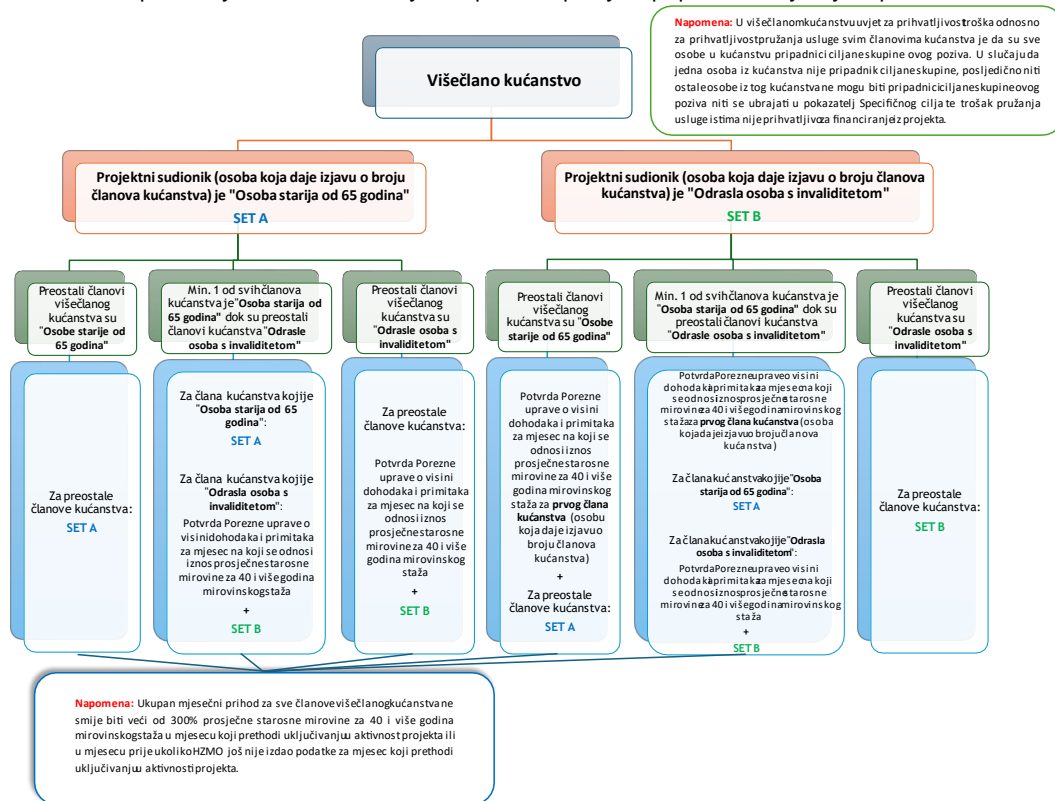 Napomena: U višečlanom kućanstvu uvjet za prihvatljivost troška odnosno
za prihvatljivost pružanja usluge svim članovima kućanstva je da su sve
osobe u kućanstvu pripadnici ciljane skupine ovog poziva. U slučaju da
jedna osoba iz kućanstva nije pripadnik ciljane skupine, posljedično niti
ostale osobe iz tog kućanstva ne mogu biti pripadnici ciljane skupine ovog
poziva niti se ubrajati u pokazatelj Specifičnog cilja te trošak pružanja
usluge istima nije prihvatljiv za financiranje iz projekta.
Višečlano kućanstvo
Projektni sudionik (osoba koja daje izjavu o broju
članova kućanstva) je "Osoba starija od 65 godina"
SET A
Projektni sudionik (osoba koja daje izjavu o broju članova
kućanstva) je "Odrasla osoba s invaliditetom"
SET B
Preostali članovi
višečlanog
kućanstva su
"Osobe starije od
65 godina"
Min. 1 od svih članova
kućanstva je "Osoba starija od
65 godina" dok su preostali
članovi kućanstva "Odrasle
osoba s invaliditetom"
Preostali članovi
višečlanog
kućanstva su
"Odrasle osoba s
invaliditetom"
Preostali članovi
višečlanog
kućanstva su "Osobe
starije od 65 godina"
Min. 1 od svih članova kućanstva je
"Osoba starija od 65 godina" dok su
preostali članovi kućanstva
"Odrasle osoba s invaliditetom"
Preostali članovi
višečlanog kućanstva su
"Odrasle osoba s
invaliditetom"
Za preostale
članove kućanstva:
SET A
Za člana kućanstva koji je
"Osoba starija od 65
godina":
SET A
Za člana kućanstva koji je
"Odrasla osoba s
invaliditetom":
Potvrda Porezne uprave o
visini dohodaka i primitaka
za mjesec na koji se odnosi
iznos prosječne starosne
mirovine za 40 i više godina
mirovinskog staža
+
SET B
Za preostale
članove kućanstva:
Potvrda Porezne
uprave o visini
dohodaka i primitaka
za mjesec na koji se
odnosi iznos
prosječne starosne
mirovine za 40 i više
godina mirovinskog
staža
+
SET B
Potvrda Porezne
uprave o visini
dohodaka i primitaka
za mjesec na koji se
odnosi iznos
prosječne starosne
mirovine za 40 i više
godina mirovinskog
staža za prvog člana
kućanstva (osobu
koja daje izjavu o
broju članova
kućanstva)
+
Za preostale
članove kućanstva:
SET A
Potvrda Porezne uprave o visini
dohodaka i primitaka za mjesec na koji
se odnosi iznos prosječne starosne
mirovine za 40 i više godina mirovinskog
staža za prvog člana kućanstva (osoba
koja daje izjavu o broju članova
kućanstva)
Za člana kućanstva koji je "Osoba
starija od 65 godina":
SET A
Za člana kućanstva koji je "Odrasla
osoba s invaliditetom":
Potvrda Porezne uprave o visini
dohodaka i primitaka za mjesec na koji
se odnosi iznos prosječne starosne
mirovine za 40 i više godina mirovinskog
staža
+
SET B
Za preostale
članove kućanstva:
SET B
Napomena: Ukupan mjesečni prihod za sve članove višečlanog kućanstva ne
smije biti veći od 300% prosječne starosne mirovine za 40 i više godina
mirovinskog staža u mjesecu koji prethodi uključivanju u aktivnost projekta ili
u mjesecu prije ukoliko HZMO još nije izdao podatke za mjesec koji prethodi
uključivanju u aktivnosti projekta.